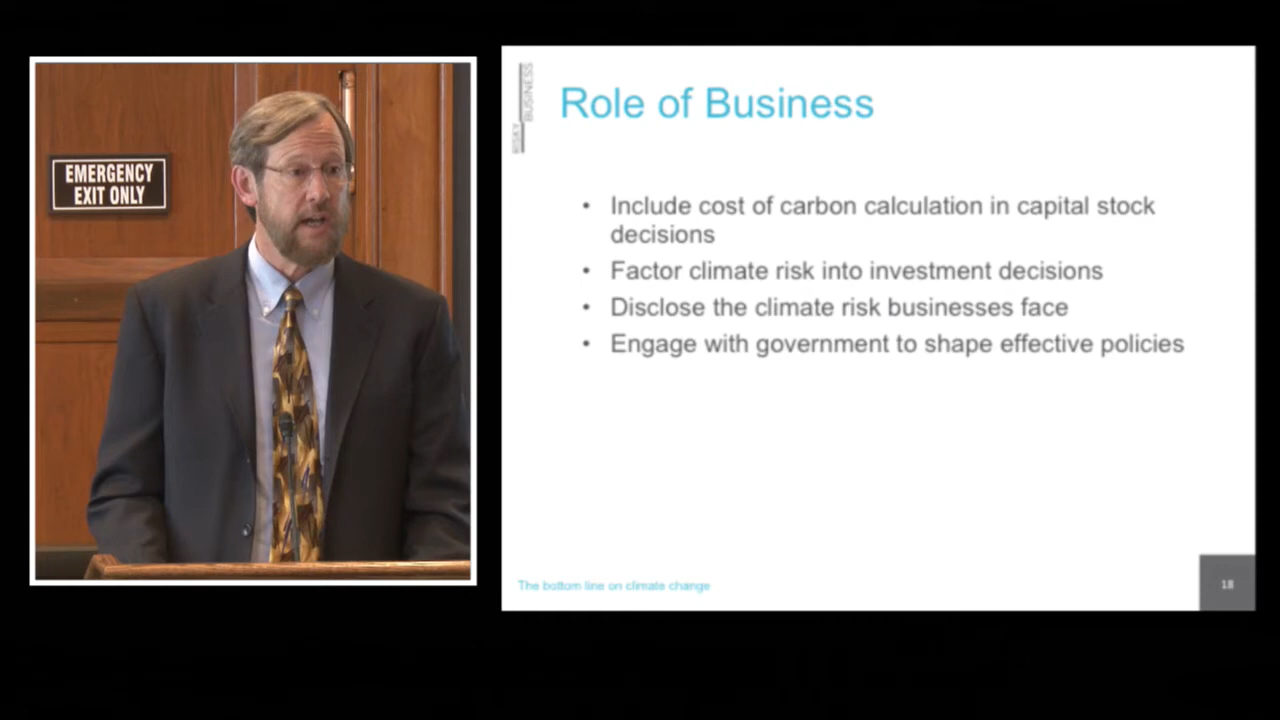 EMERGENCY
EXIT ONLY
RISKY
BUSINESS
Role of Business
• Include cost of carbon calculation in capital stock
decisions
• Factor climate risk into investment decisions
• Disclose the climate risk businesses face
• Engage with government to shape effective policies
The bottom line on climate change
18